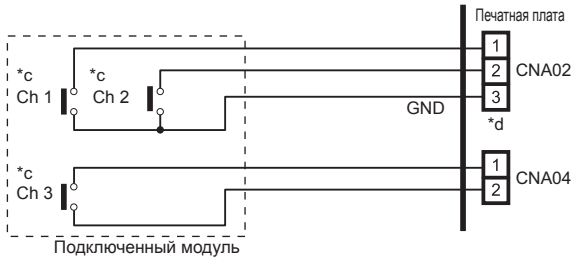 Печатная плата
*c
Ch 1
*c
Ch 2
1
2
3
CNA02
GND
*d
*c
Ch 3
1
2
CNA04
Подключенный модуль